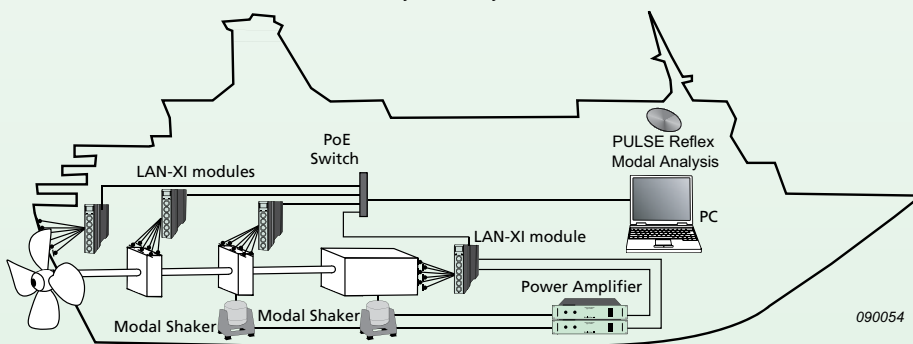 PoE
Switch
PULSE Reflex
Modal Analysis
LAN-XI modules
PC
LAN-XI module
Power Amplifier
Modal Shaker
Modal Shaker
090054